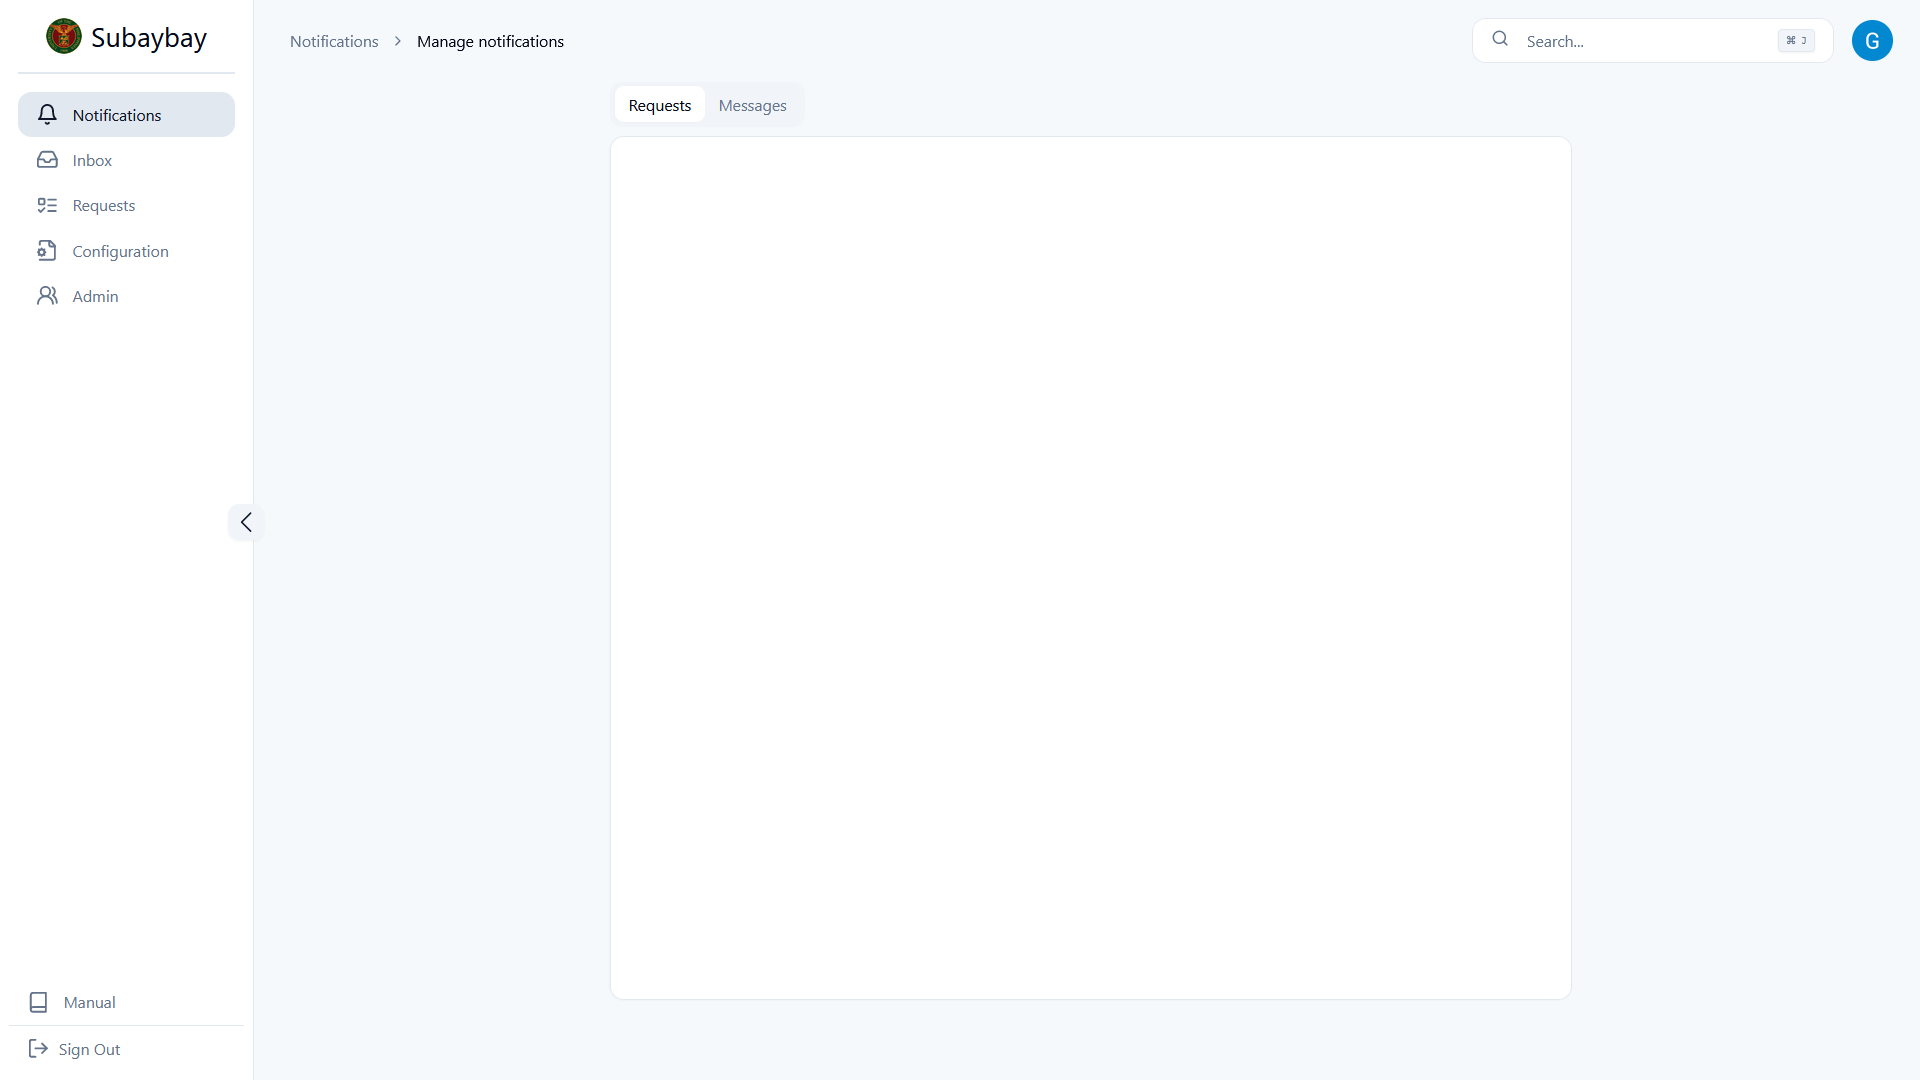 Subaybay
Notifications
Inbox
Requests
Configuration
Admin
Manual
Sign Out
Notifications > Manage notifications
Search... ⌘ J
G
Requests Messages